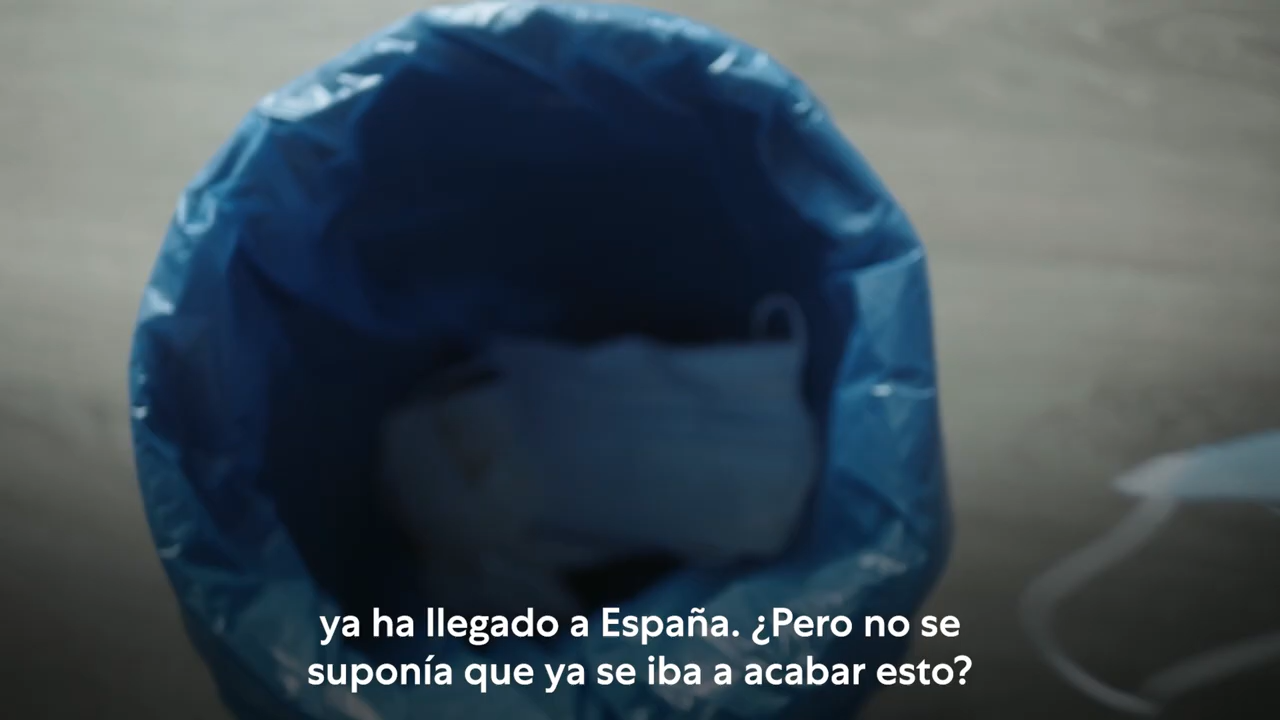 ya ha llegado a España. ¿Pero no se
suponía que ya se iba a acabar esto?